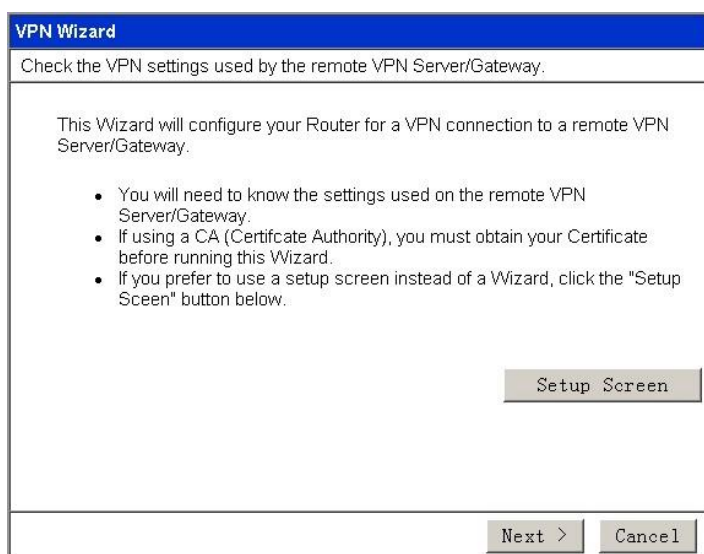 VPN Wizard
Check the VPN settings used by the remote VPN Server/Gateway.
This Wizard will configure your Router for a VPN connection to a remote VPN
Server/Gateway.
• You will need to know the settings used on the remote VPN
Server/Gateway.
• If using a CA (Certifcate Authority), you must obtain your Certificate
before running this Wizard.
• If you prefer to use a setup screen instead of a Wizard, click the "Setup
Sceen" button below.
Setup Screen
Next >
Cancel